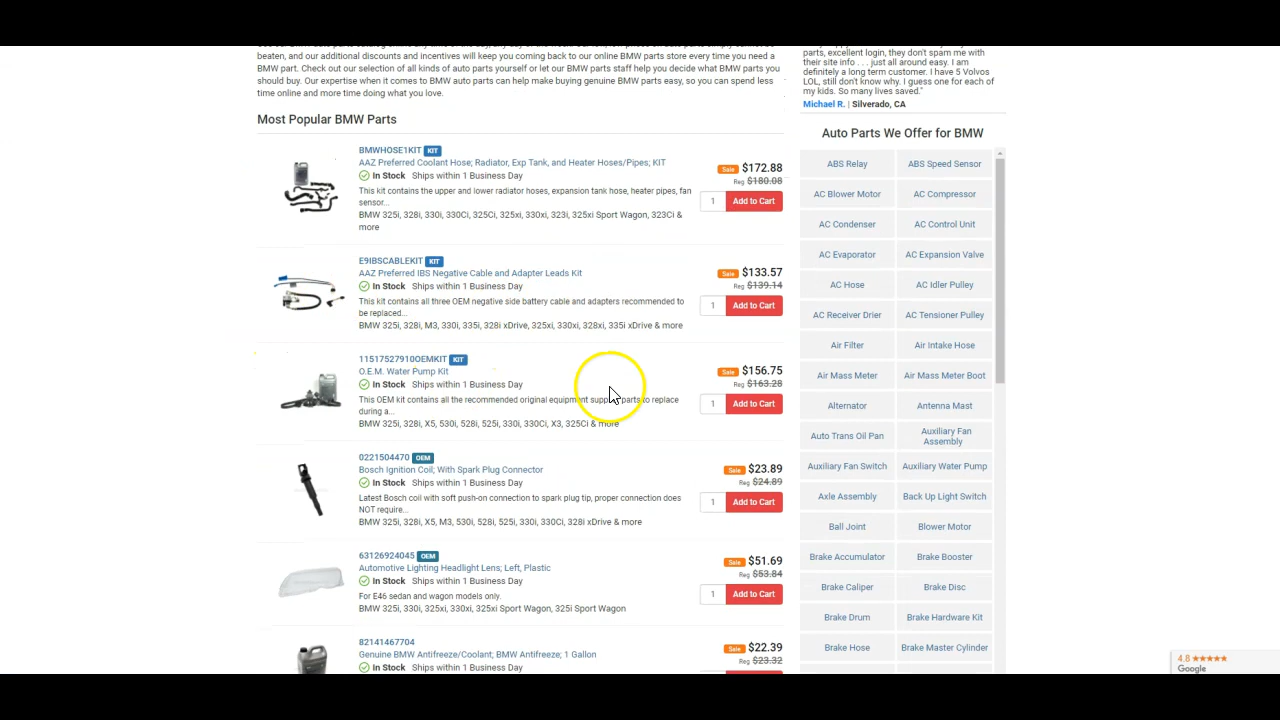 beaten, and our additional discounts and incentives will keep you coming back to our online BMW parts store every time you need a
BMW part. Check out our selection of all kinds of auto parts yourself or let our BMW parts staff help you decide what BMW parts you
should buy. Our expertise when it comes to BMW auto parts can help make buying genuine BMW parts easy, so you can spend less
time online and more time doing what you love.
Most Popular BMW Parts
BMWHOSE1KIT KIT
AAZ Preferred Coolant Hose; Radiator, Exp Tank, and Heater Hoses/Pipes; KIT
In Stock Ships within 1 Business Day
This kit contains the upper and lower radiator hoses, expansion tank hose, heater pipes, fan
sensor...
BMW 325i, 328i, 330i, 330Ci, 325Ci, 325xi, 330xi, 323i, 325xi Sport Wagon, 323Ci &
more
Sale $172.88
Reg $180.08
1 Add to Cart
E9IBSCABLEKIT KIT
AAZ Preferred IBS Negative Cable and Adapter Leads Kit
In Stock Ships within 1 Business Day
This kit contains all three OEM negative side battery cable and adapters recommended to
be replaced...
BMW 325i, 328i, M3, 330i, 335i, 328i xDrive, 325xi, 330xi, 328xi, 335i xDrive & more
Sale $133.57
Reg $139.14
1 Add to Cart
11517527910OEMKIT KIT
O.E.M. Water Pump Kit
In Stock Ships within 1 Business Day
This OEM kit contains all the recommended original equipment support parts to replace
during a...
BMW 325i, 328i, X5, 530i, 528i, 525i, 330i, 330Ci, X3, 325Ci & more
Sale $156.75
Reg $163.28
1 Add to Cart
0221504470 OEM
Bosch Ignition Coil; With Spark Plug Connector
In Stock Ships within 1 Business Day
Latest Bosch coil with soft push-on connection to spark plug tip, proper connection does
NOT require...
BMW 325i, 328i, X5, M3, 530i, 528i, 525i, 330i, 330Ci, 328i xDrive & more
Sale $23.89
Reg $24.89
1 Add to Cart
63126924045 OEM
Automotive Lighting Headlight Lens; Left, Plastic
In Stock Ships within 1 Business Day
For E46 sedan and wagon models only.
BMW 325i, 330i, 325xi, 330xi, 325xi Sport Wagon, 325i Sport Wagon
Sale $51.69
Reg $53.84
1 Add to Cart
82141467704
Genuine BMW Antifreeze/Coolant; BMW Antifreeze; 1 Gallon
In Stock Ships within 1 Business Day
Sale $22.39
Reg $23.32
parts, excellent login, they don't spam me with
their site info . . . just all around easy. I am
definitely a long term customer. I have 5 Volvos
LOL, still don't know why. I guess one for each of
my kids. So many lives saved."
Michael R. | Silverado, CA
Auto Parts We Offer for BMW
ABS Relay ABS Speed Sensor
AC Blower Motor AC Compressor
AC Condenser AC Control Unit
AC Evaporator AC Expansion Valve
AC Hose AC Idler Pulley
AC Receiver Drier AC Tensioner Pulley
Air Filter Air Intake Hose
Air Mass Meter Air Mass Meter Boot
Alternator Antenna Mast
Auto Trans Oil Pan Auxiliary Fan
Assembly
Auxiliary Fan Switch Auxiliary Water Pump
Axle Assembly Back Up Light Switch
Ball Joint Blower Motor
Brake Accumulator Brake Booster
Brake Caliper Brake Disc
Brake Drum Brake Hardware Kit
Brake Hose Brake Master Cylinder
4.8
Google